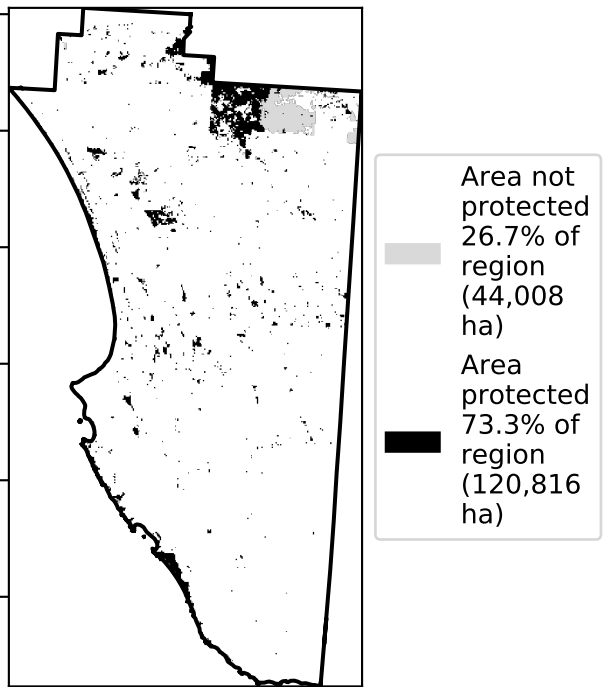 Area not
protected
26.7% of
region
(44,008
ha)
Area
protected
73.3% of
region
(120,816
ha)